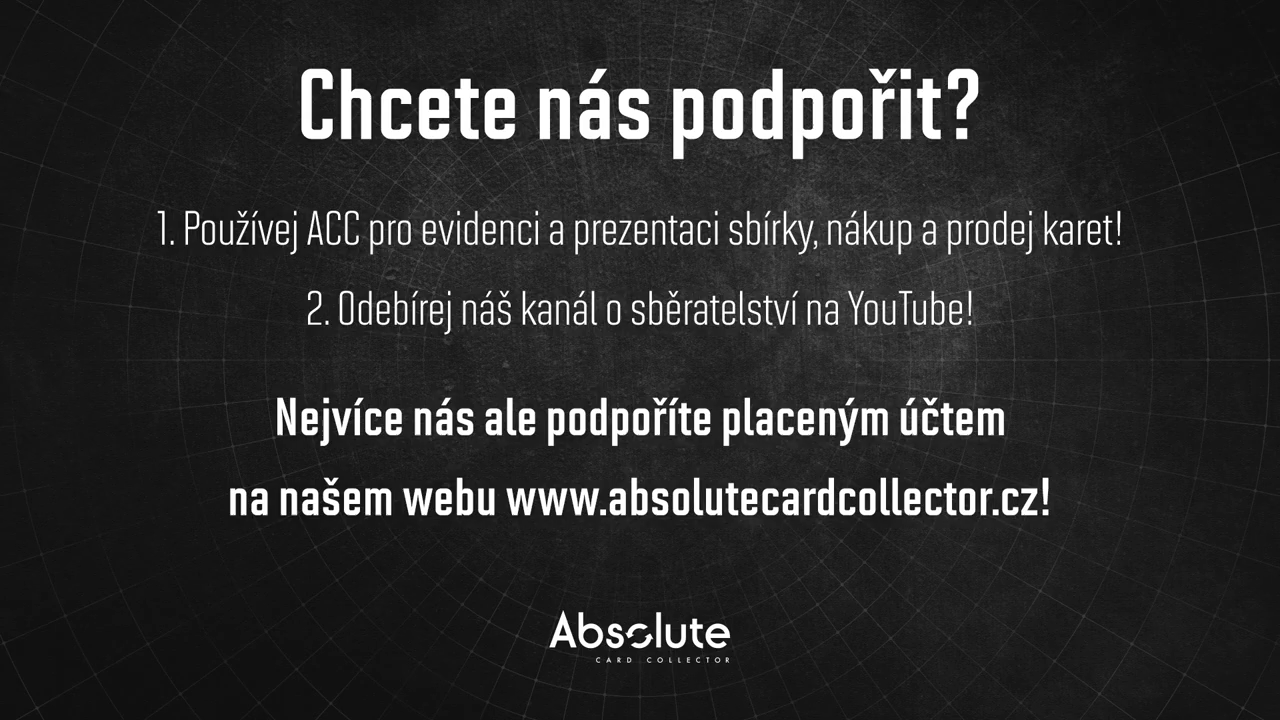 Chcete nás podpořit?
1. Používej ACC pro evidenci a prezentaci sbírky, nákup a prodej karet!
2. Odebírej náš kanál o sběratelství na YouTube!
Nejvíce nás ale podpoříte placeným účtem
na našem webu www.absolutecardcollector.cz!
Absolute
CARD COLLECTOR